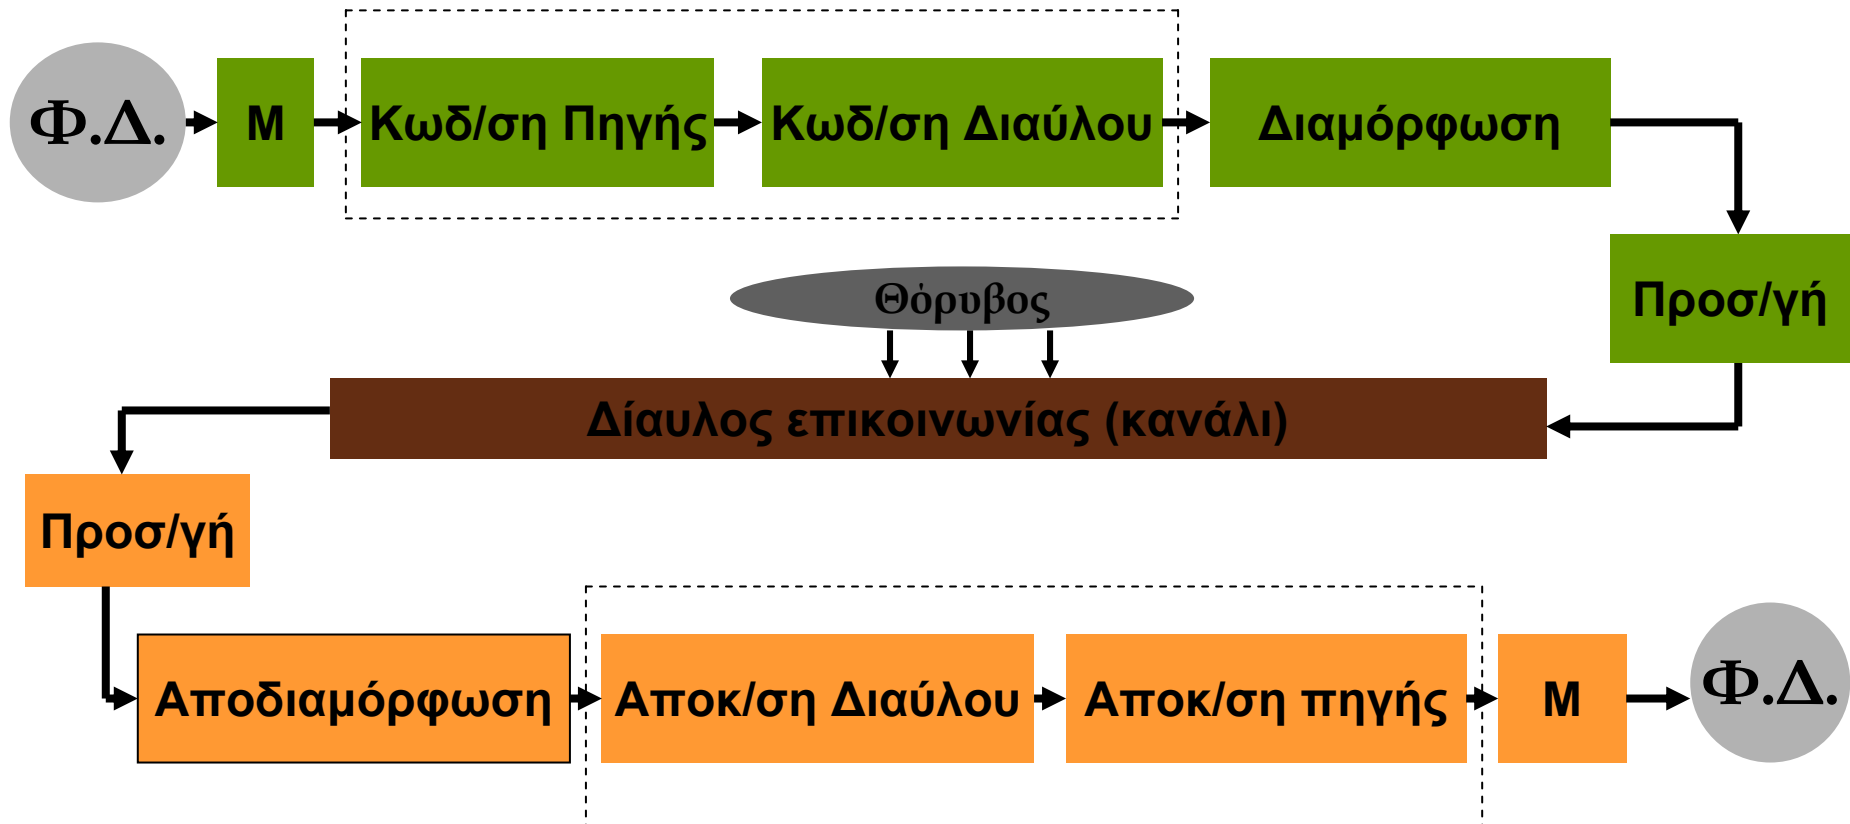 Φ.Δ.
Μ
Κωδ/ση Πηγής
Κωδ/ση Διαύλου
Διαμόρφωση
Προσ/γή
Θόρυβος
Δίαυλος επικοινωνίας (κανάλι)
Προσ/γή
Αποδιαμόρφωση
Αποκ/ση Διαύλου
Αποκ/ση πηγής
Μ
Φ.Δ.